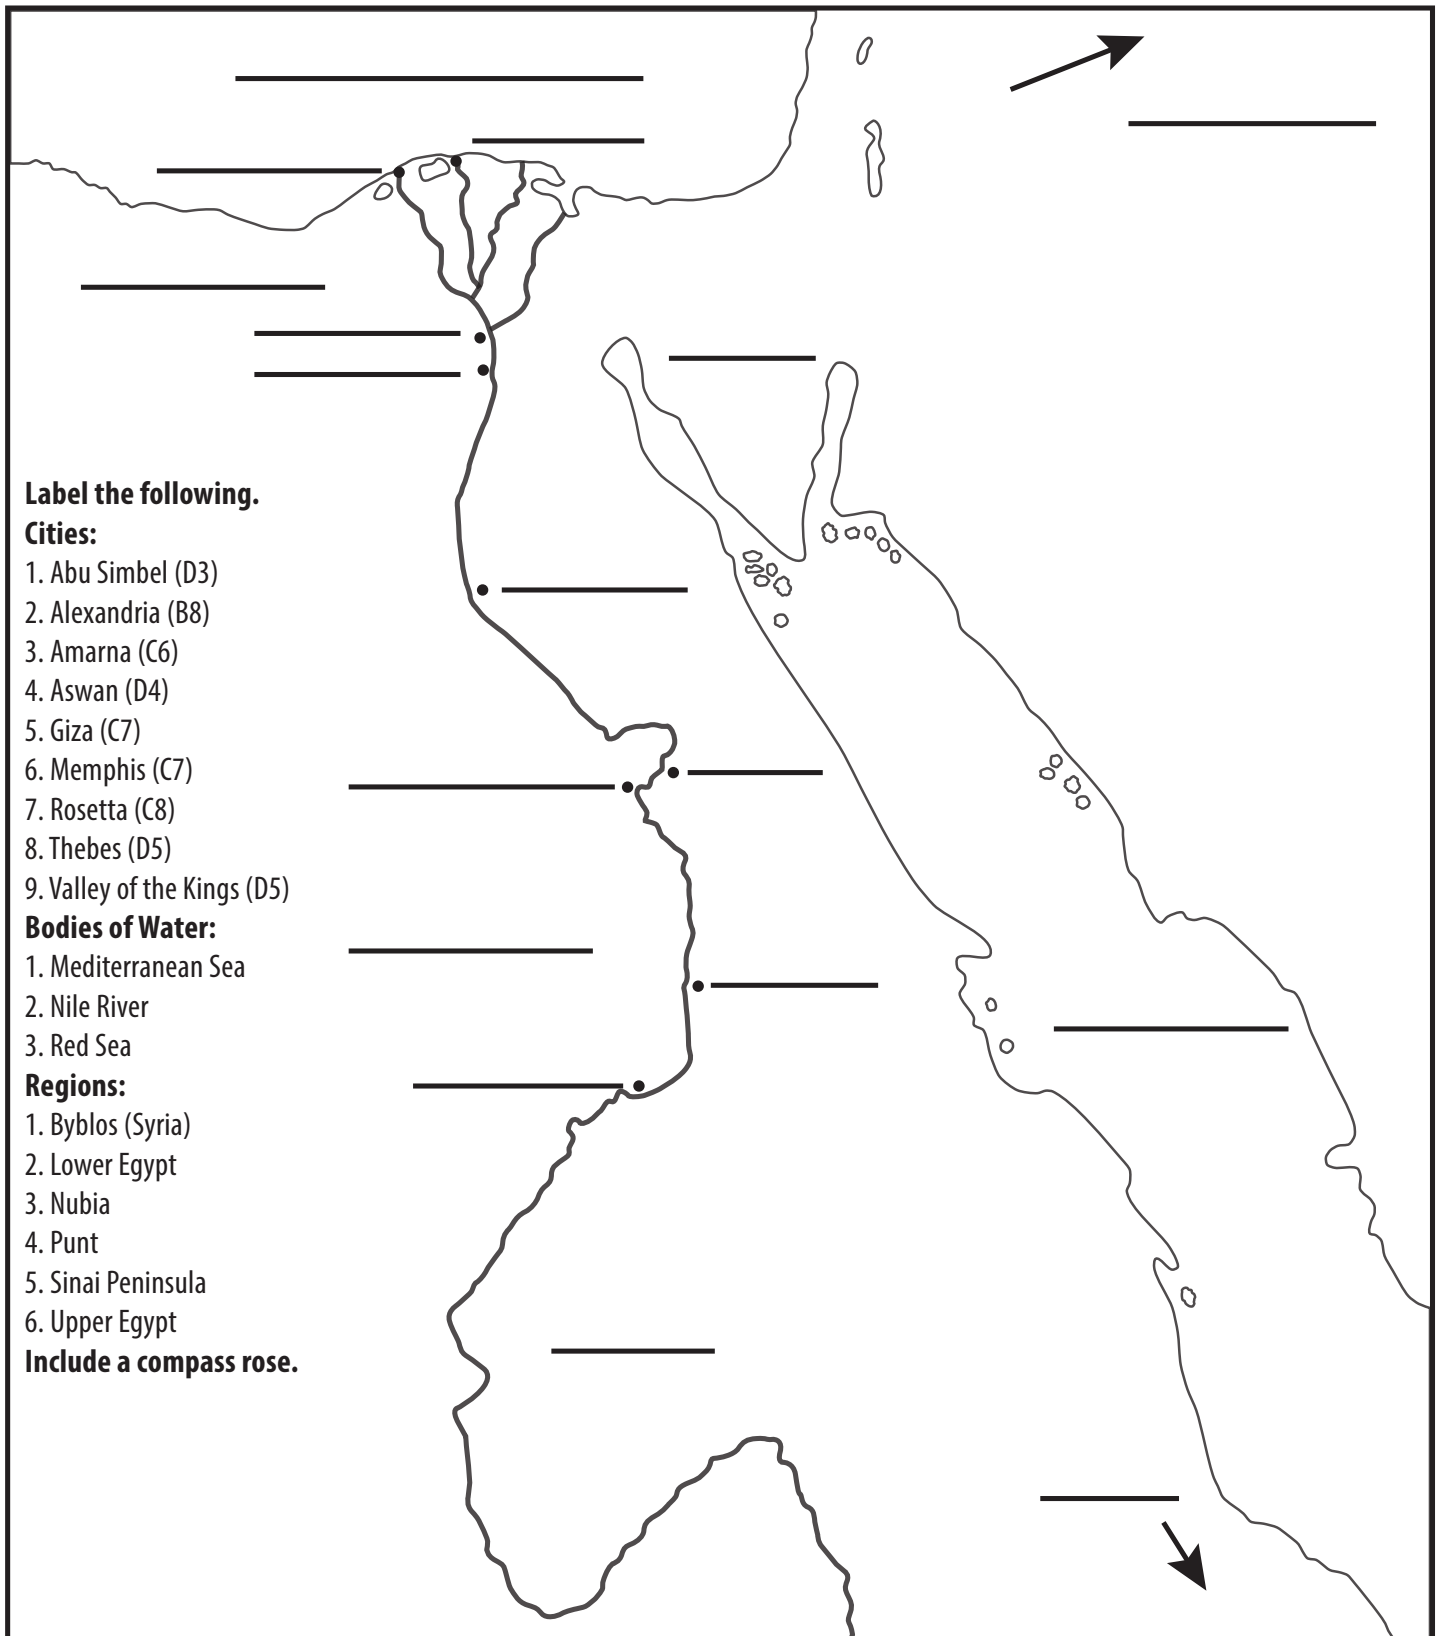 Label the following.
Cities:
1. Abu Simbel (D3)
2. Alexandria (B8)
3. Amarna (C6)
4. Aswan (D4)
5. Giza (C7)
6. Memphis (C7)
7. Rosetta (C8)
8. Thebes (D5)
9. Valley of the Kings (D5)
Bodies of Water:
1. Mediterranean Sea
2. Nile River
3. Red Sea
Regions:
1. Byblos (Syria)
2. Lower Egypt
3. Nubia
4. Punt
5. Sinai Peninsula
6. Upper Egypt
Include a compass rose.